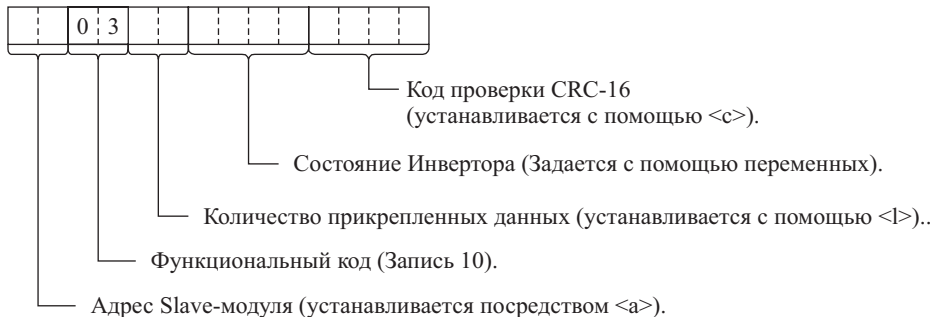 0 3
Код проверки CRC-16
(устанавливается с помощью <c>).
Состояние Инвертора (Задается с помощью переменных).
Количество прикрепленных данных (устанавливается с помощью <l>)..
Функциональный код (Запись 10).
Адрес Slave-модуля (устанавливается посредством <a>).